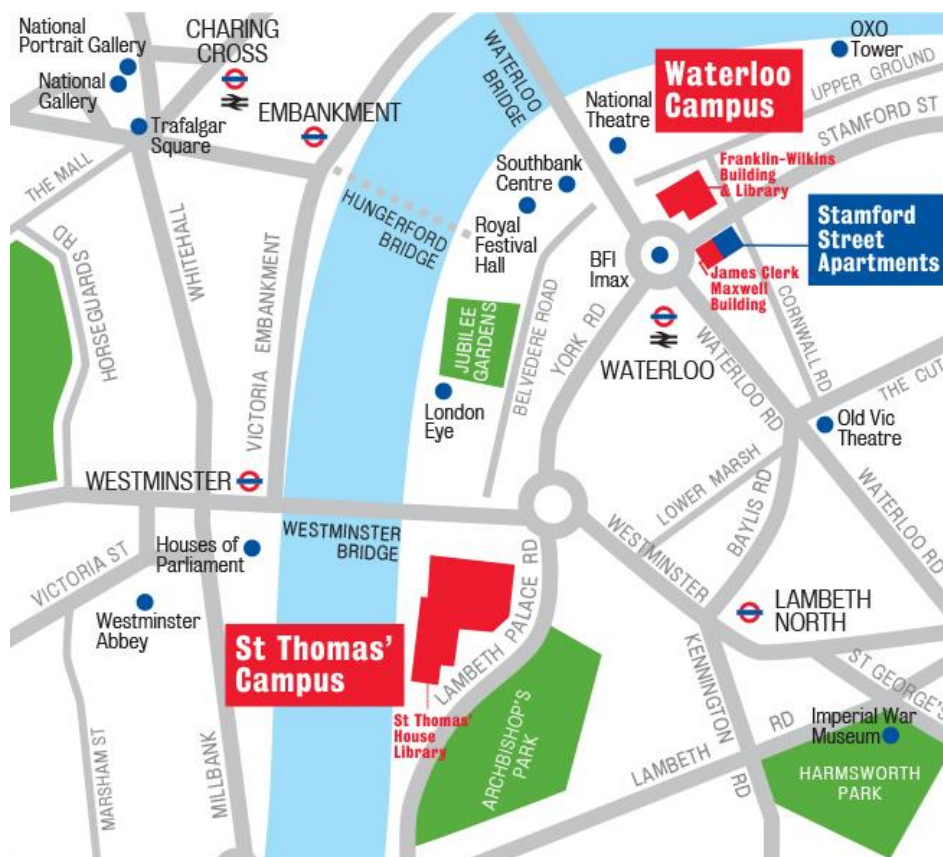 National
Portrait Gallery
National
Gallery
CHARING
CROSS
EMBANKMENT
Trafalgar
Square
THE MALL
HORSEGUARDS RD
WHITEHALL
VICTORIA EMBANKMENT
HUNGERFORD
BRIDGE
WATERLOO
BRIDGE
National
Theatre
Southbank
Centre
Royal
Festival
Hall
Waterloo
Campus
OXO
Tower
UPPER GROUND
STAMFORD ST
Franklin-Wilkins
Building
& Library
Stamford
Street
Apartments
BFI
Imax
James Clerk
Maxwell
Building
CORNWALL RD
JUBILEE
GARDENS
BELVEDERE ROAD
YORK RD
WATERLOO
WATERLOO RD
THE CUT
London
Eye
Old Vic
Theatre
LOWER MARSH
BAYLIS RD
WATERLOO RD
WESTMINSTER
WESTMINSTER
BRIDGE
WESTMINSTER
VICTORIA ST
Houses of
Parliament
Westminster
Abbey
St Thomas'
Campus
LAMBETH PALACE RD
St Thomas'
House
Library
ARCHBISHOP'S
PARK
LAMBETH
NORTH
KENNINGTON RD
ST GEORGE'S
LAMBETH RD
Imperial War
Museum
HARMSWORTH
PARK
MARSHAM ST
MILLBANK